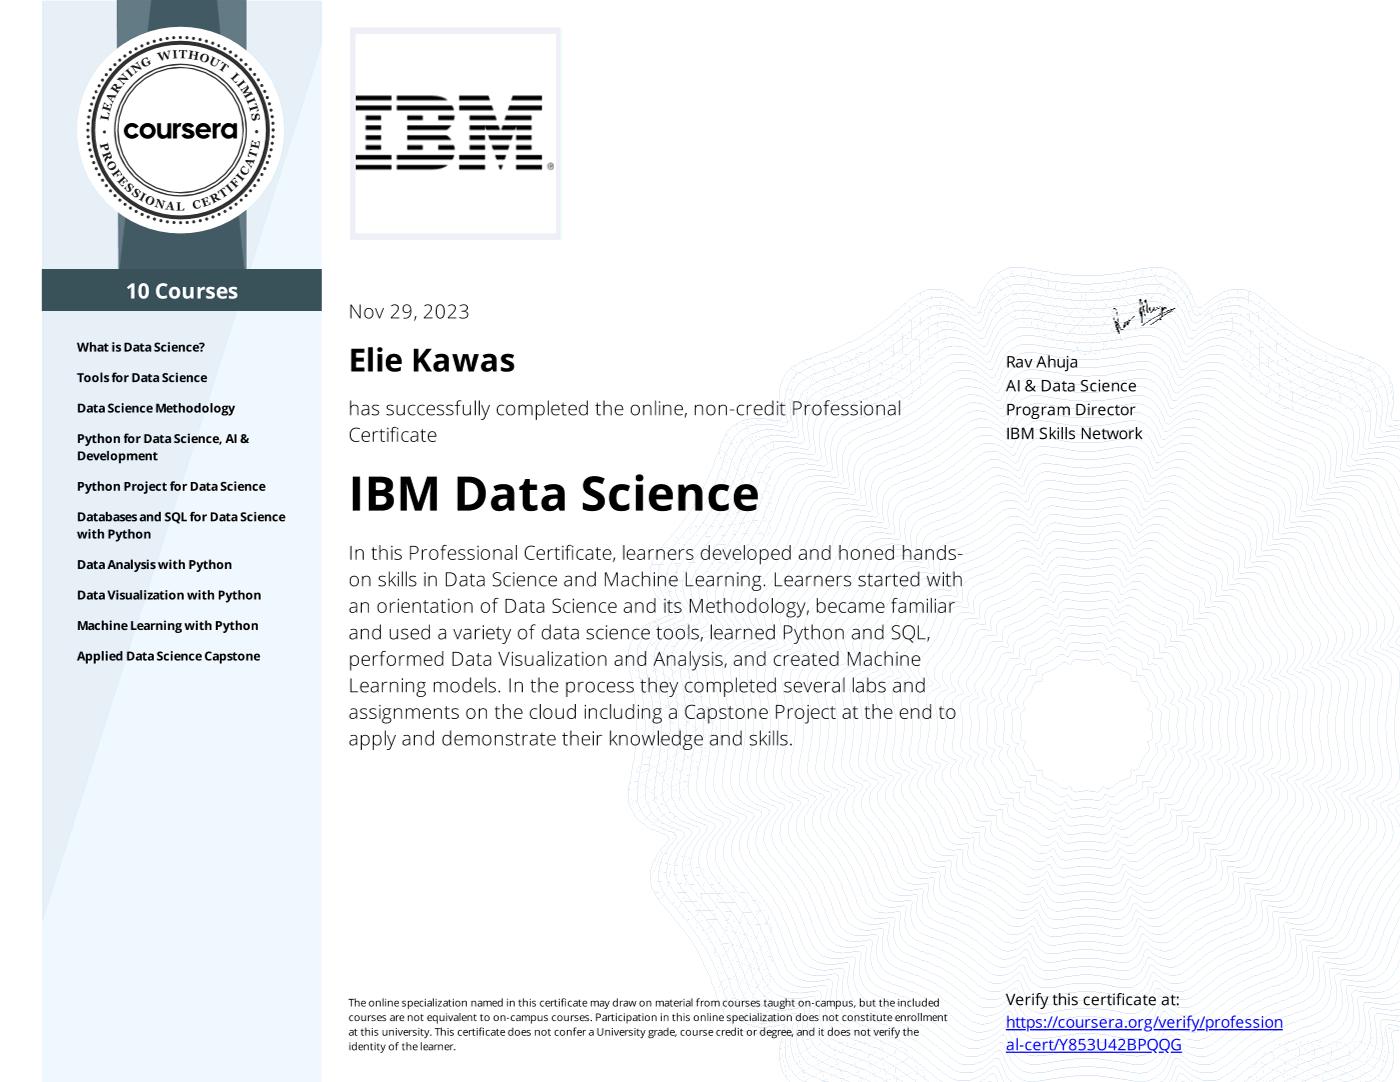 LEARNING WITHOUT LIMITS
coursera
PROFESSIONAL CERTIFICATE
10 Courses
What is Data Science?
Tools for Data Science
Data Science Methodology
Python for Data Science, AI &
Development
Python Project for Data Science
Databases and SQL for Data Science
with Python
Data Analysis with Python
Data Visualization with Python
Machine Learning with Python
Applied Data Science Capstone
IBM®
Nov 29, 2023
Elie Kawas
has successfully completed the online, non-credit Professional
Certificate
IBM Data Science
In this Professional Certificate, learners developed and honed hands-
on skills in Data Science and Machine Learning. Learners started with
an orientation of Data Science and its Methodology, became familiar
and used a variety of data science tools, learned Python and SQL,
performed Data Visualization and Analysis, and created Machine
Learning models. In the process they completed several labs and
assignments on the cloud including a Capstone Project at the end to
apply and demonstrate their knowledge and skills.
Rav Ahuja
Rav Ahuja
AI & Data Science
Program Director
IBM Skills Network
The online specialization named in this certificate may draw on material from courses taught on-campus, but the included
courses are not equivalent to on-campus courses. Participation in this online specialization does not constitute enrollment
at this university. This certificate does not confer a University grade, course credit or degree, and it does not verify the
identity of the learner.
Verify this certificate at:
https://coursera.org/verify/profession
al-cert/Y853U42BPQQG